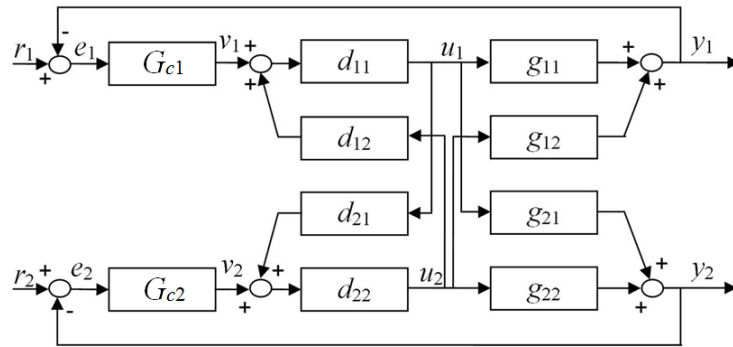 - 
r1 + e1 Gc1 v1 + + d11 u1 g11 + + y1
d12 g12
d21 g21
r2 + e2 Gc2 v2 + + d22 u2 g22 + + y2
-